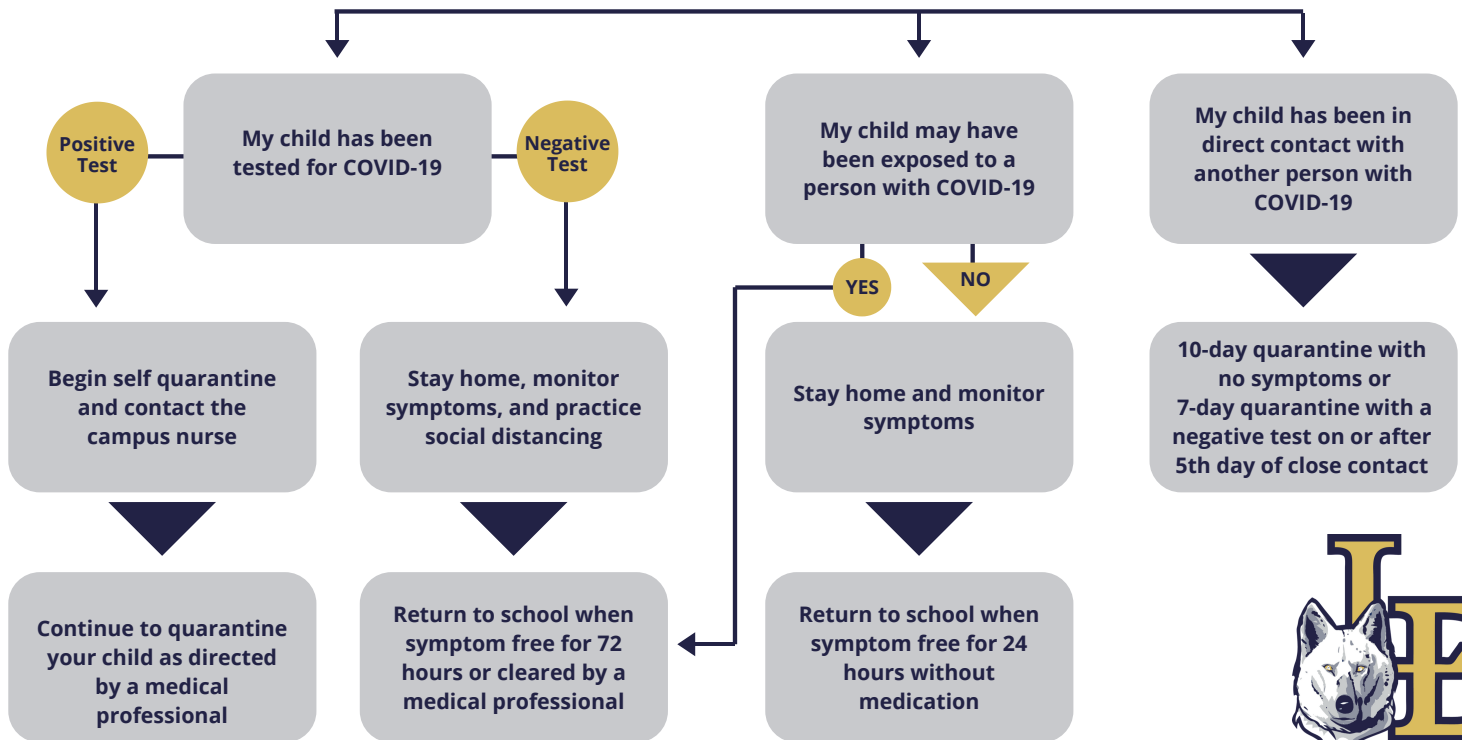 Positive
Test
My child has been
tested for COVID-19
Negative
Test
My child may have
been exposed to a
person with COVID-19
My child has been in
direct contact with
another person with
COVID-19
YES
NO
Begin self quarantine
and contact the
campus nurse
Stay home, monitor
symptoms, and practice
social distancing
Stay home and monitor
symptoms
10-day quarantine with
no symptoms or
7-day quarantine with a
negative test on or after
5th day of close contact
Continue to quarantine
your child as directed
by a medical
professional
Return to school when
symptom free for 72
hours or cleared by a
medical professional
Return to school when
symptom free for 24
hours without
medication